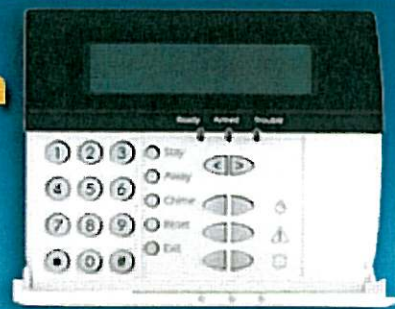 Ready Armed Trouble
1 2 3 Stay
< >
4 5 6 Away
7 8 9 Chime
Reset
* 0 # Exit